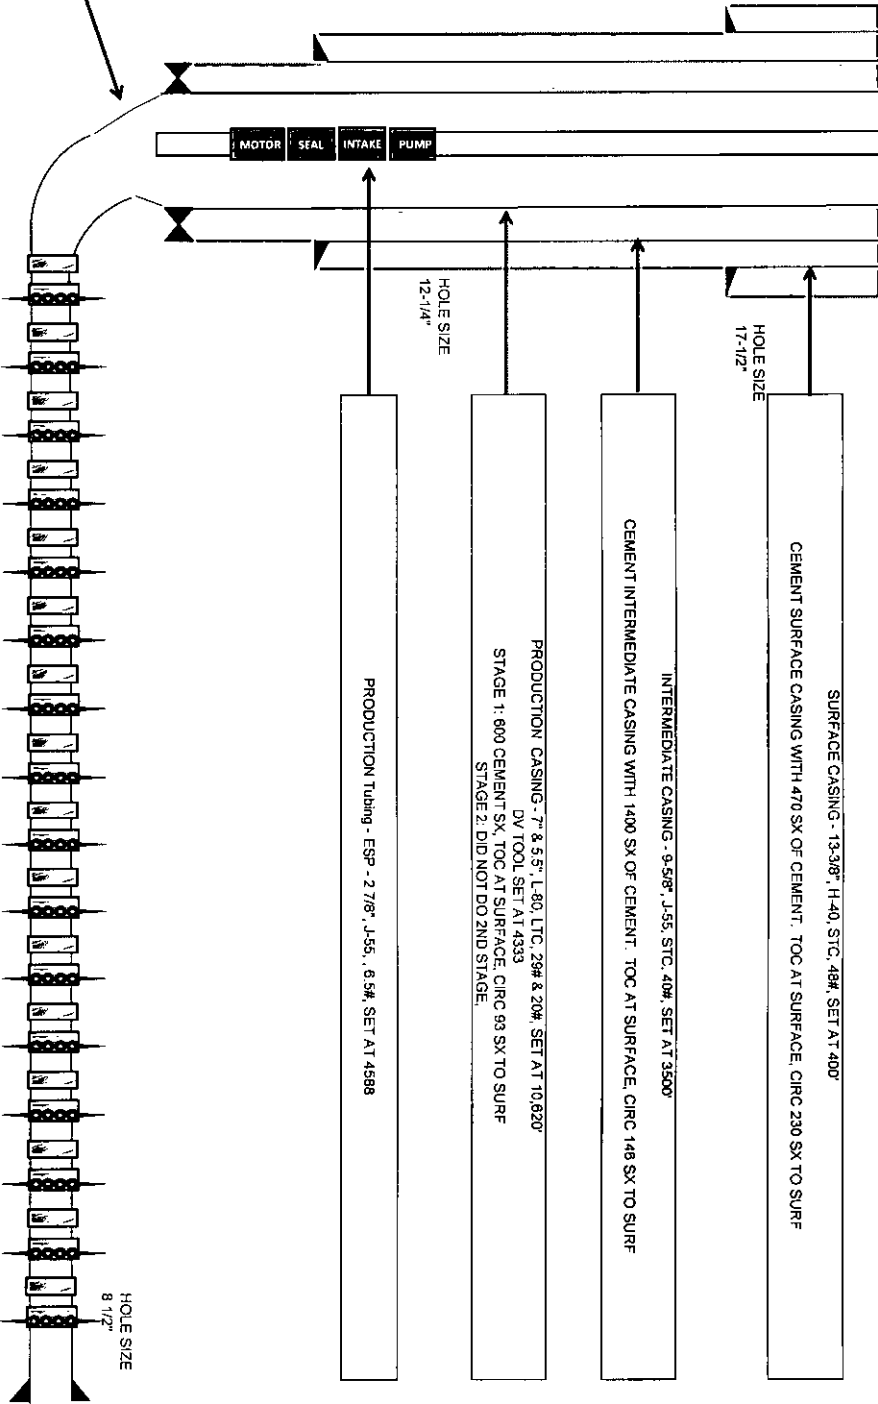 HOLE SIZE
17-1/2"
SURFACE CASING - 13-3/8", H-40, STC, 48#, SET AT 400'
CEMENT SURFACE CASING WITH 470 SX OF CEMENT. TOC AT SURFACE, CIRC 230 SX TO SURF
INTERMEDIATE CASING - 9-5/8", J-55, STC, 40#, SET AT 3500'
CEMENT INTERMEDIATE CASING WITH 1400 SX OF CEMENT. TOC AT SURFACE, CIRC 148 SX TO SURF
HOLE SIZE
12-1/4"
PRODUCTION CASING - 7" & 5.5", L-80, LTC, 29# & 20#, SET AT 10,620'
DV TOOL SET AT 4333
STAGE 1: 600 CEMENT SX, TOC AT SURFACE, CIRC 93 SX TO SURF
STAGE 2: DID NOT DO 2ND STAGE,
PRODUCTION Tubing - ESP - 2 7/8", J-55, , 6.5#, SET AT 4588
PUMP
INTAKE
SEAL
MOTOR
HOLE SIZE
8 1/2"